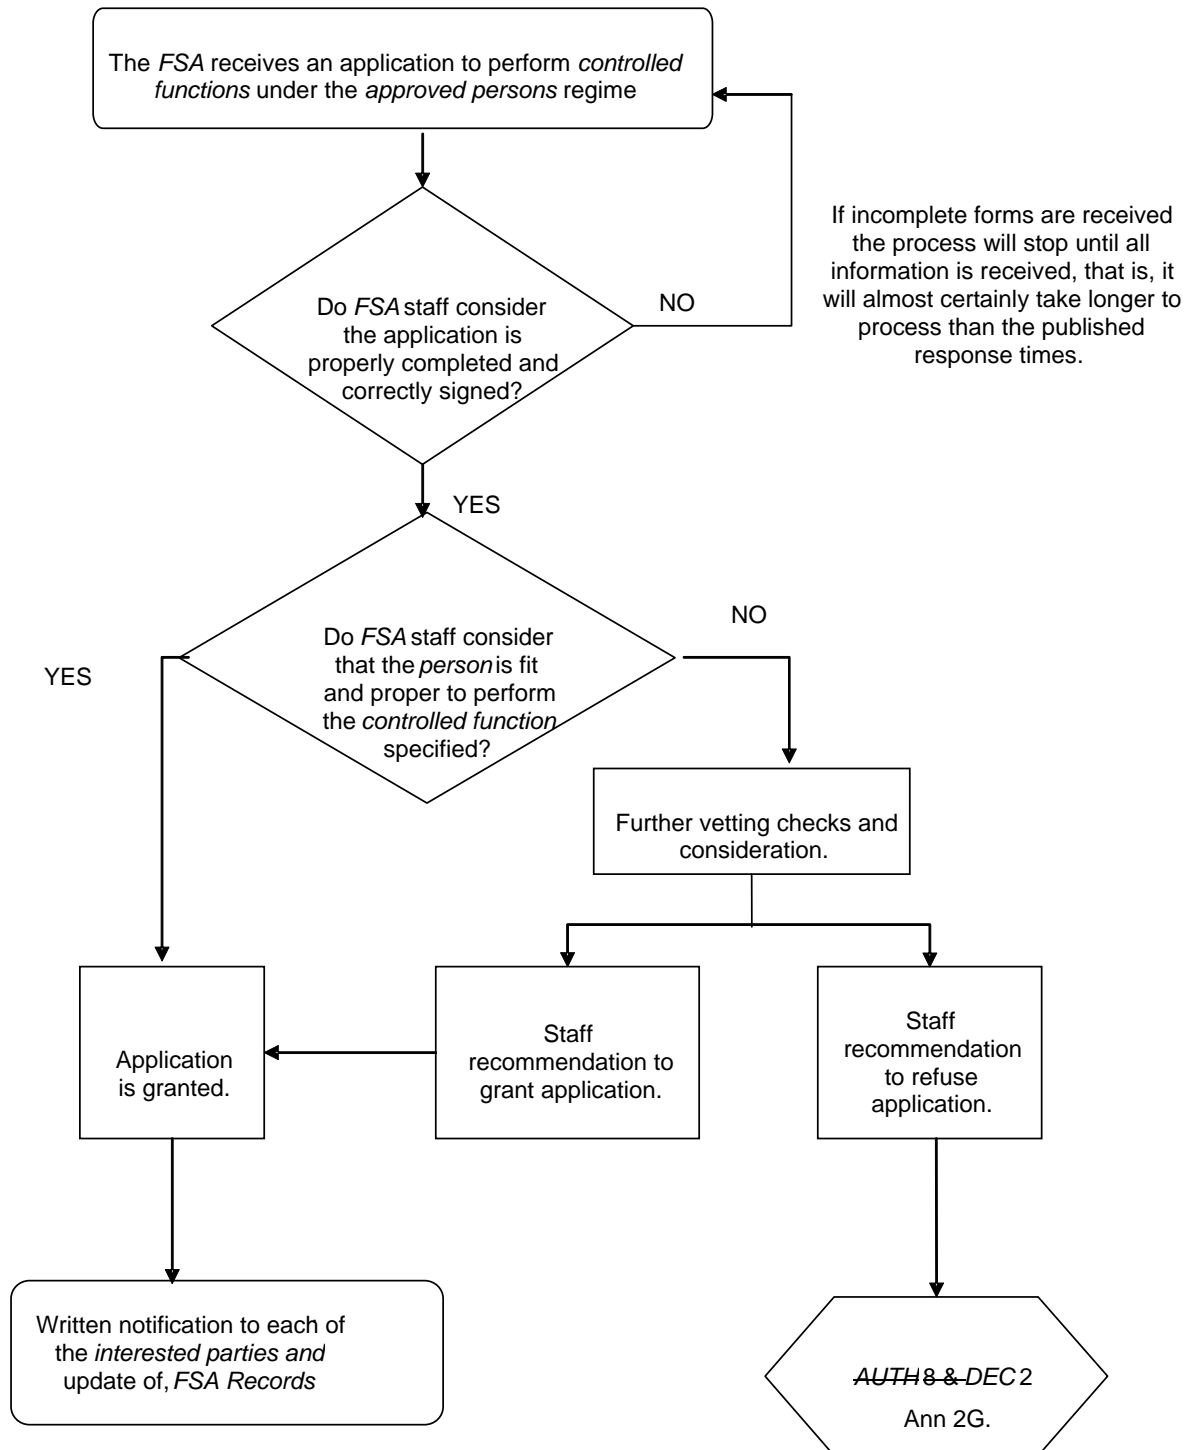 The FSA receives an application to perform controlled
functions under the approved persons regime
If incomplete forms are received
the process will stop until all
information is received, that is, it
will almost certainly take longer to
process than the published
response times.
Do FSA staff consider
the application is
properly completed and
correctly signed?
NO
YES
Do FSA staff consider
that the person is fit
and proper to perform
the controlled function
specified?
NO
YES
Further vetting checks and
consideration.
Application
is granted.
Staff
recommendation to
grant application.
Staff
recommendation
to refuse
application.
Written notification to each of
the interested parties and
update of, FSA Records
AUTH 8 & DEC 2
Ann 2G.